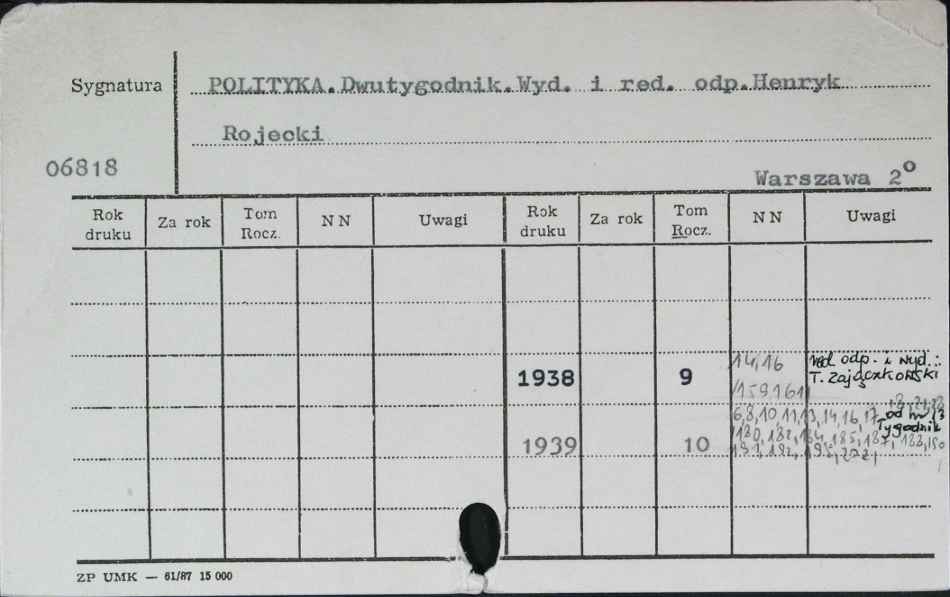 Sygnatura POLITYKA.Dwutygodnik.Wyd. i red. odp.Henryk
Rojecki
06818
Warszawa 2°
Rok druku Za rok Tom Rocz. N N Uwagi Rok druku Za rok Tom Rocz. N N Uwagi
14,16 red odp. i wyd.:
1938 9 T. Zajączkowski
/159,161/
6,8,10,11,13,14,16,17 od nr 13
Tygodnik
1939 10
ZP UMK — 61/87 15 000